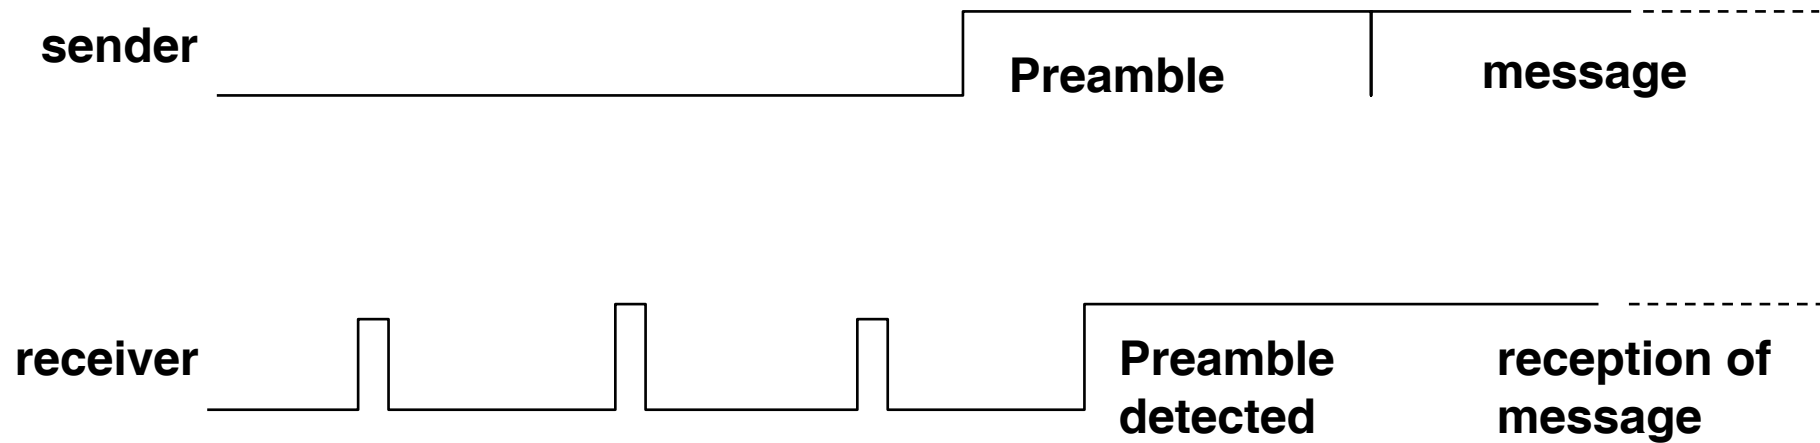 sender
Preamble
message
receiver
Preamble
detected
reception of
message